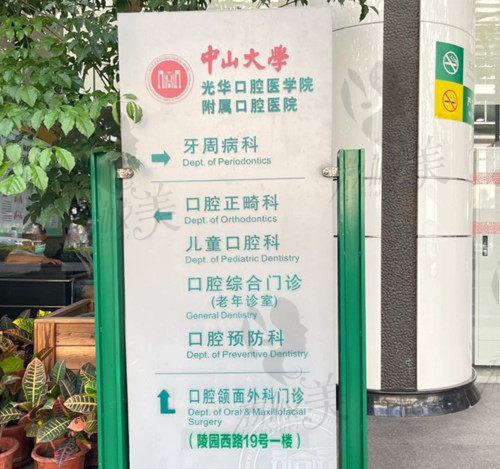 中山大學
光华口腔医学院
附属口腔医院
牙周病科
Dept. of Periodontics
口腔正畸科
Dept. of Orthodontics
儿童口腔科
Dept. of Pediatric Dentistry
口腔综合门诊
(老年诊室)
General Dentistry
口腔预防科
Dept. of Preventive Dentistry
口腔颌面外科门诊
Dept. of Oral & Maxillofacial
Surgery
(陵园西路19号一楼)